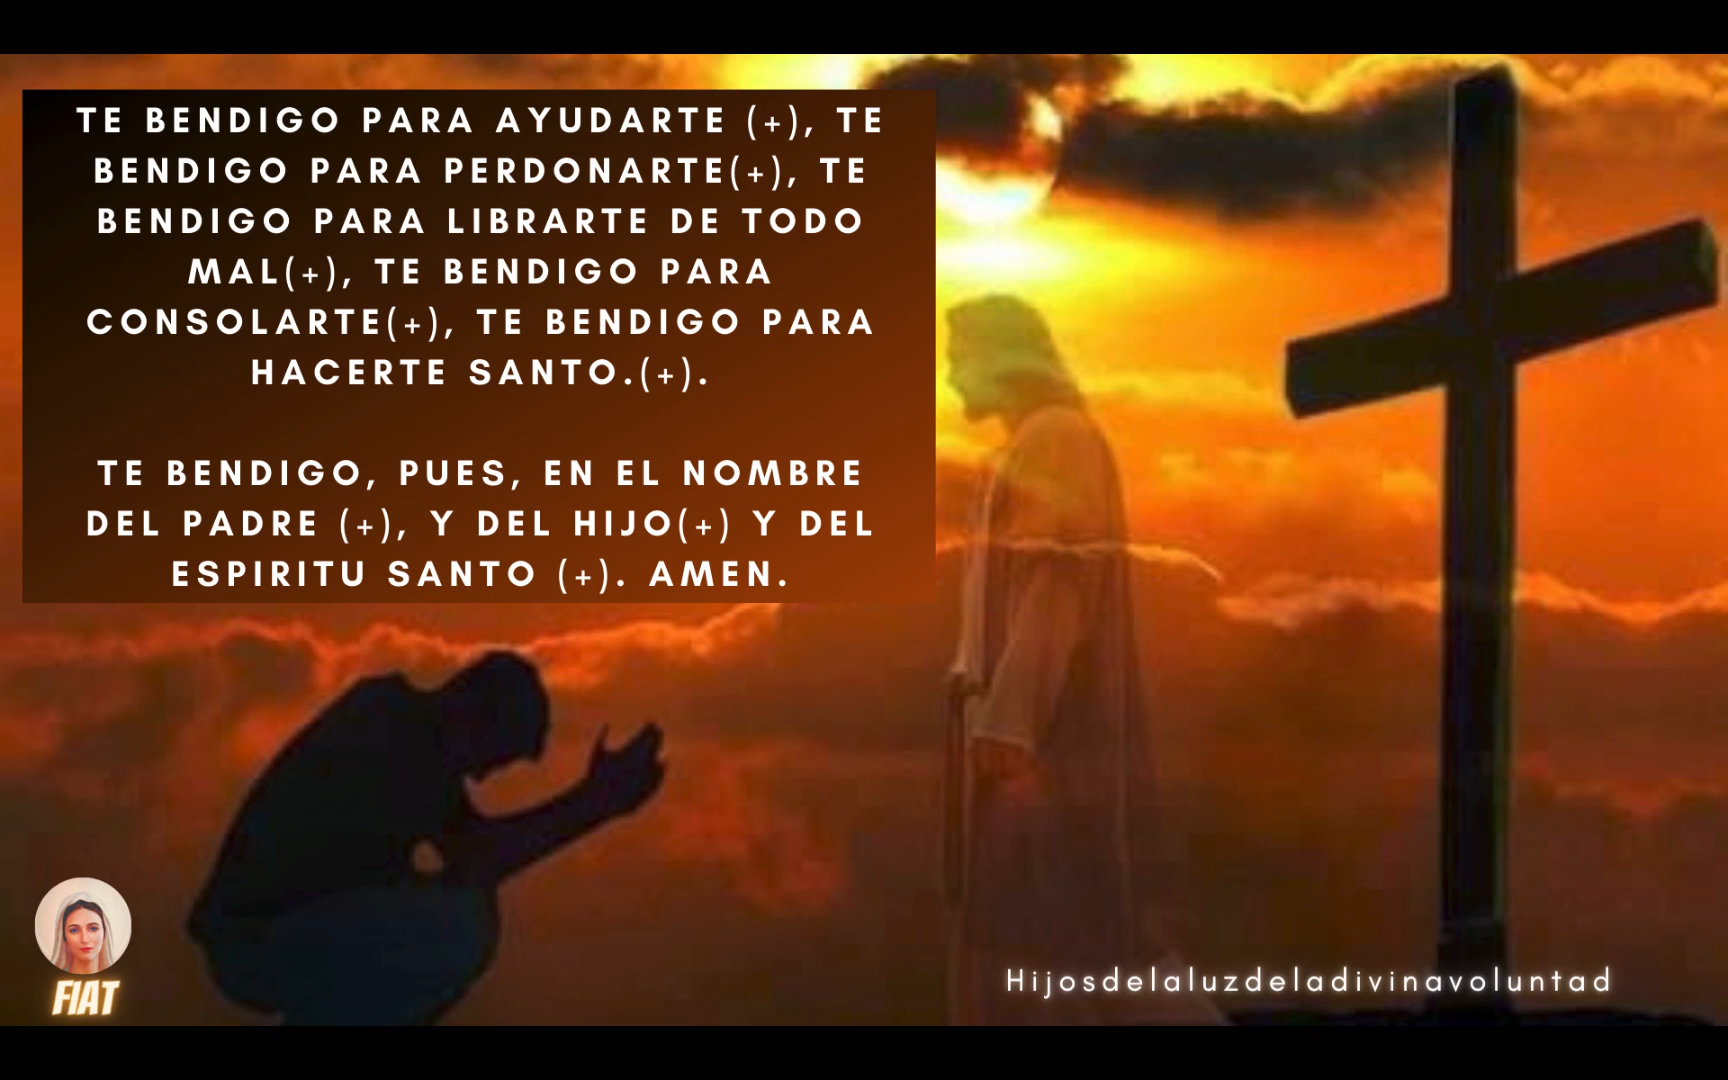 TE BENDIGO PARA AYUDARTE (+), TE
BENDIGO PARA PERDONARTE(+), TE
BENDIGO PARA LIBRARTE DE TODO
MAL(+), TE BENDIGO PARA
CONSOLARTE(+), TE BENDIGO PARA
HACERTE SANTO.(+).
TE BENDIGO, PUES, EN EL NOMBRE
DEL PADRE (+), Y DEL HIJO(+) Y DEL
ESPIRITU SANTO (+). AMEN.
FIAT
Hijosdelaluzdeladivinavoluntad